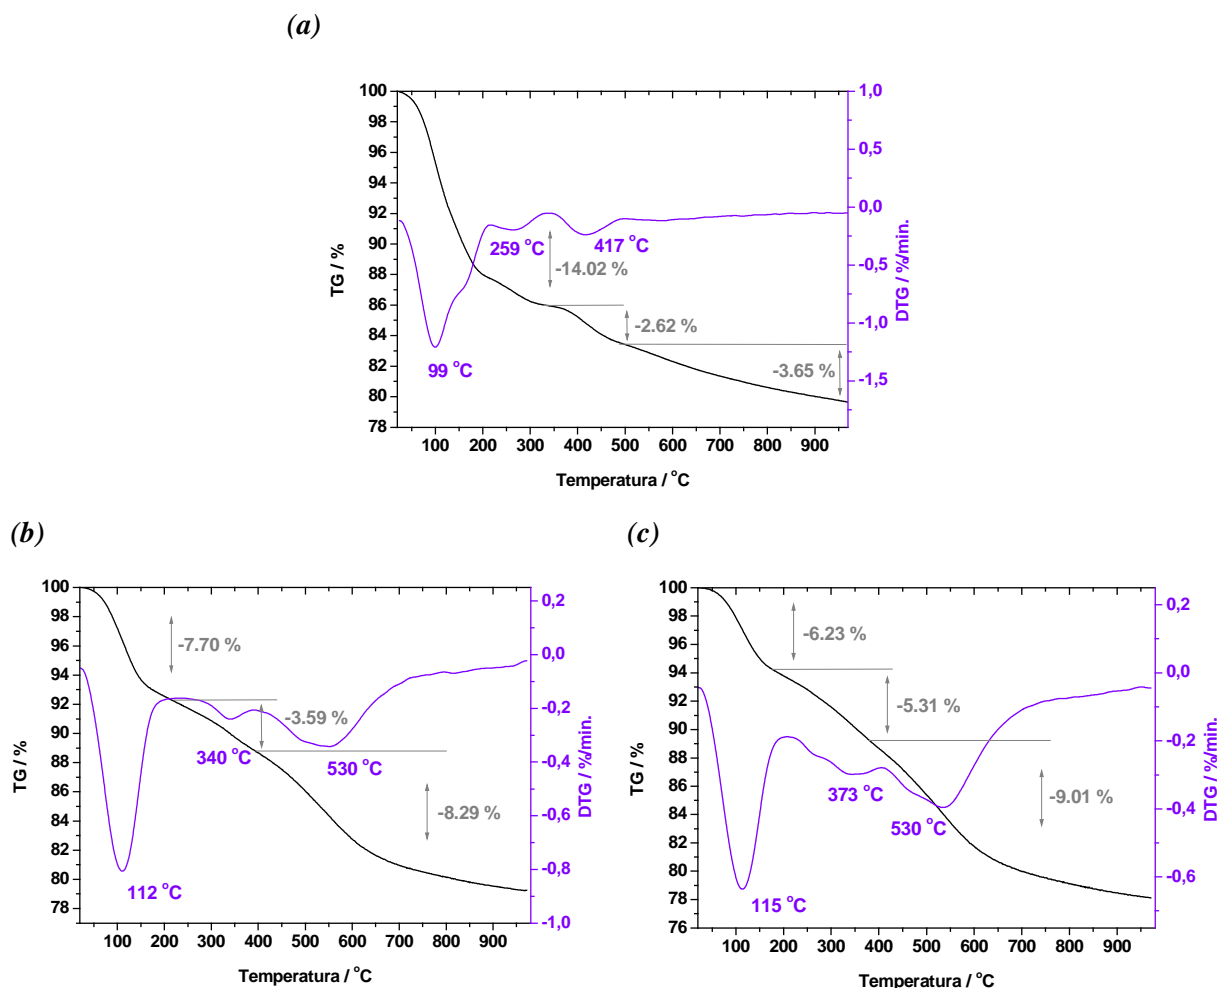 (a)
100
98
96
94
92
90
88
86
84
82
80
78
TG / %
1,0
0,5
0,0
-0,5
-1,0
-1,5
DTG / %/min.
259 °C
417 °C
-14.02 %
-2.62 %
99 °C
-3.65 %
100 200 300 400 500 600 700 800 900
Temperatura / °C
(b)
100
98
96
94
92
90
88
86
84
82
80
78
TG / %
0,2
0,0
-0,2
-0,4
-0,6
-0,8
-1,0
DTG / %/min.
-7.70 %
-3.59 %
340 °C
530 °C
-8.29 %
112 °C
100 200 300 400 500 600 700 800 900
Temperatura / °C
(c)
100
98
96
94
92
90
88
86
84
82
80
78
76
TG / %
0,2
0,0
-0,2
-0,4
-0,6
DTG / %/min.
-6.23 %
-5.31 %
373 °C
-9.01 %
530 °C
115 °C
100 200 300 400 500 600 700 800 900
Temperatura / °C